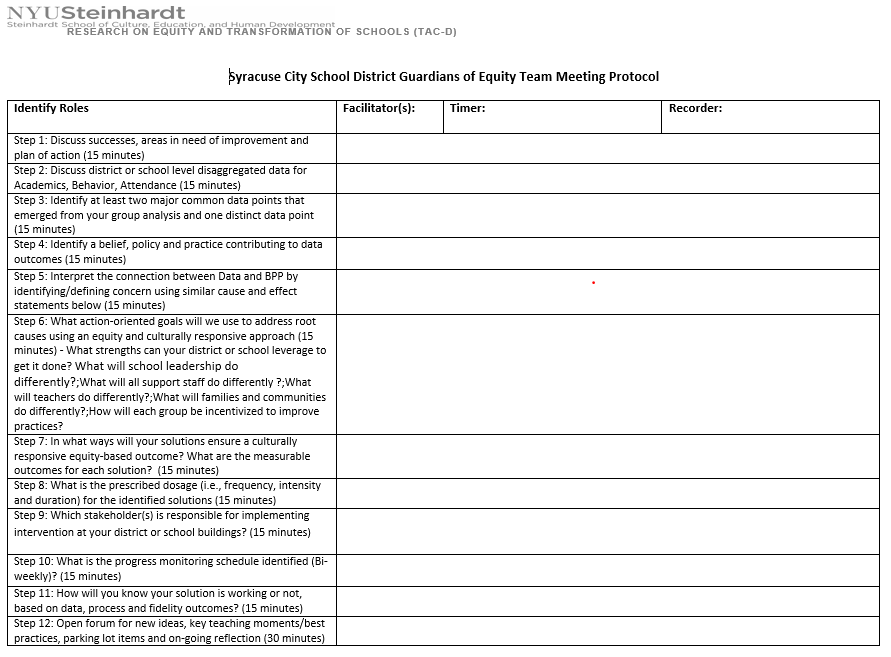 NYUSteinhardt
Steinhardt School of Culture, Education, and Human Development
RESEARCH ON EQUITY AND TRANSFORMATION OF SCHOOLS (TAC-D)
Syracuse City School District Guardians of Equity Team Meeting Protocol
Identify Roles
Facilitator(s):
Timer:
Recorder:
Step 1: Discuss successes, areas in need of improvement and
plan of action (15 minutes)
Step 2: Discuss district or school level disaggregated data for
Academics, Behavior, Attendance (15 minutes)
Step 3: Identify at least two major common data points that
emerged from your group analysis and one distinct data point
(15 minutes)
Step 4: Identify a belief, policy and practice contributing to data
outcomes (15 minutes)
Step 5: Interpret the connection between Data and BPP by
identifying/defining concern using similar cause and effect
statements below (15 minutes)
Step 6: What action-oriented goals will we use to address root
causes using an equity and culturally responsive approach (15
minutes) - What strengths can your district or school leverage to
get it done? What will school leadership do
differently?;What will all support staff do differently ?;What
will teachers do differently?;What will families and communities
do differently?;How will each group be incentivized to improve
practices?
Step 7: In what ways will your solutions ensure a culturally
responsive equity-based outcome? What are the measurable
outcomes for each solution?  (15 minutes)
Step 8: What is the prescribed dosage (i.e., frequency, intensity
and duration) for the identified solutions (15 minutes)
Step 9: Which stakeholder(s) is responsible for implementing
intervention at your district or school buildings? (15 minutes)
Step 10: What is the progress monitoring schedule identified (Bi-
weekly)? (15 minutes)
Step 11: How will you know your solution is working or not,
based on data, process and fidelity outcomes? (15 minutes)
Step 12: Open forum for new ideas, key teaching moments/best
practices, parking lot items and on-going reflection (30 minutes)